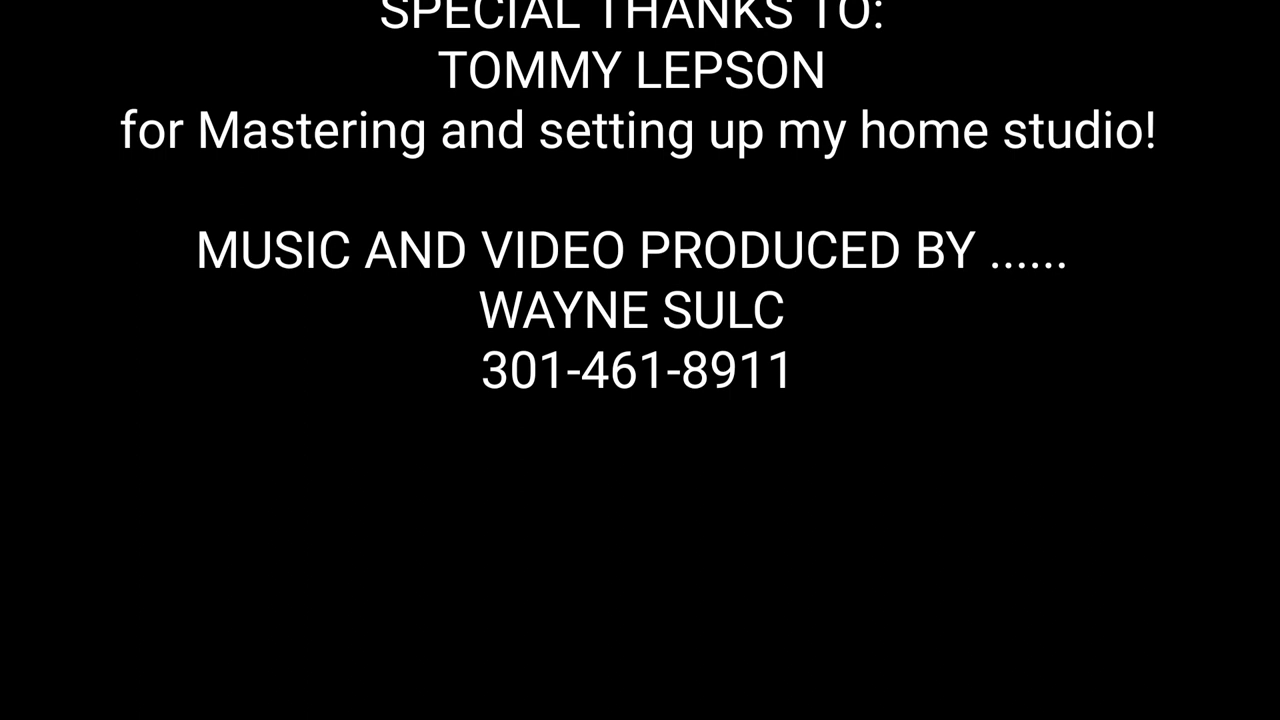 SPECIAL THANKS TO:
TOMMY LEPSON
for Mastering and setting up my home studio!
MUSIC AND VIDEO PRODUCED BY ......
WAYNE SULC
301-461-8911